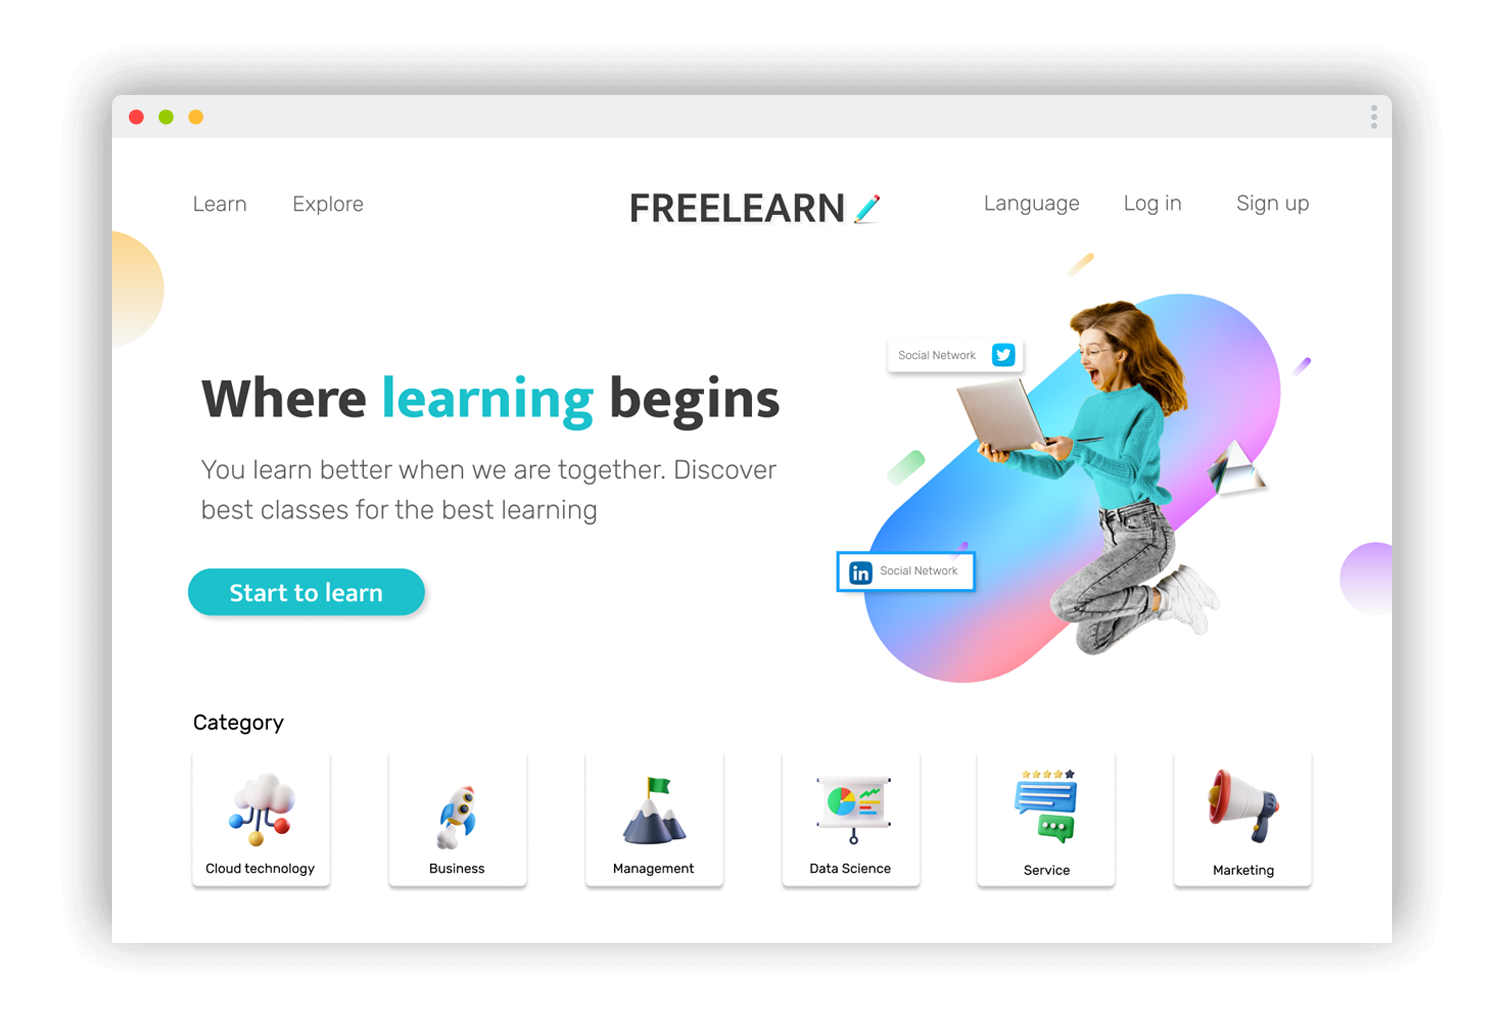 Learn
Explore
FREELEARN
Language
Log in
Sign up
Social Network
Where learning begins
You learn better when we are together. Discover
best classes for the best learning
in Social Network
Start to learn
Category
Cloud technology
Business
Management
Data Science
Service
Marketing